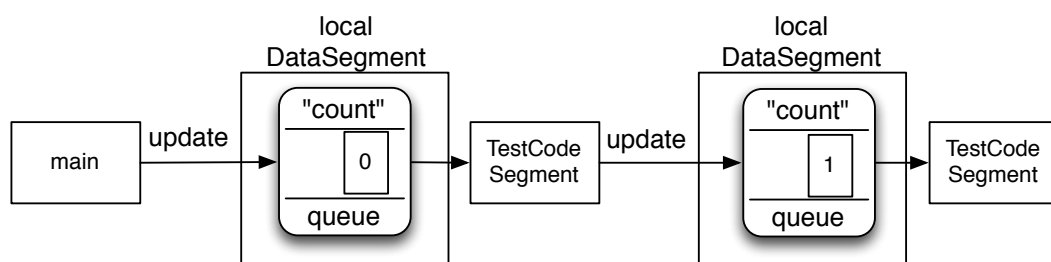 local
DataSegment
local
DataSegment
main
update
"count"
0
queue
TestCode
Segment
update
"count"
1
queue
TestCode
Segment